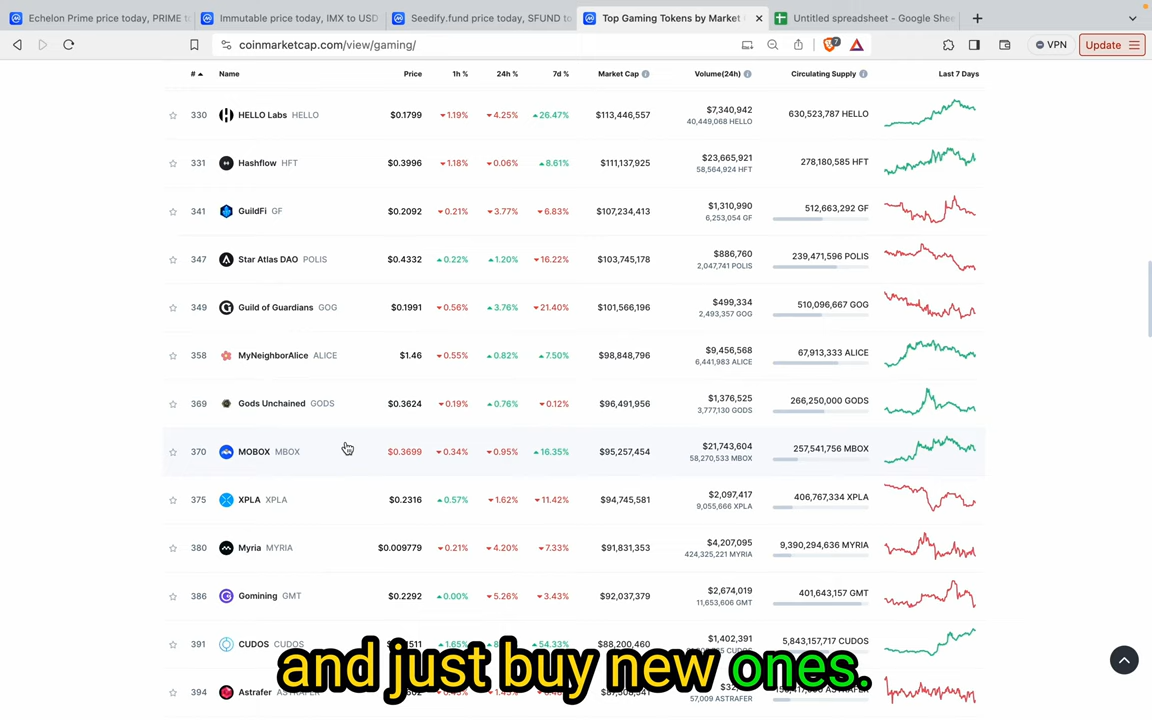 Echelon Prime price today, PRIME to
Immutable price today, IMX to USD
Seedify.fund price today, SFUND to
Top Gaming Tokens by Market
Untitled spreadsheet - Google Shee
coinmarketcap.com/view/gaming/
7
VPN
Update
# Name Price 1h % 24h % 7d % Market Cap Volume(24h) Circulating Supply Last 7 Days
330 HELLO Labs HELLO $0.1799 1.19% 4.25% 26.47% $113,446,557 $7,340,942 630,523,787 HELLO
40,449,068 HELLO
331 Hashflow HFT $0.3996 1.18% 0.06% 8.61% $111,137,925 $23,665,921 278,180,585 HFT
58,564,924 HFT
341 GuildFi GF $0.2092 0.21% 3.77% 6.83% $107,234,413 $1,310,990 512,663,292 GF
6,253,054 GF
347 Star Atlas DAO POLIS $0.4332 0.22% 1.20% 16.22% $103,745,178 $886,760 239,471,596 POLIS
2,047,741 POLIS
349 Guild of Guardians GOG $0.1991 0.56% 3.76% 21.40% $101,566,196 $499,334 510,096,667 GOG
2,493,357 GOG
358 MyNeighborAlice ALICE $1.46 0.55% 0.82% 7.50% $98,848,796 $9,456,568 67,913,333 ALICE
6,441,983 ALICE
369 Gods Unchained GODS $0.3624 0.19% 0.76% 0.12% $96,491,956 $1,376,525 266,250,000 GODS
3,777,130 GODS
370 MOBOX MBOX $0.3699 0.34% 0.95% 16.35% $95,257,454 $21,743,604 257,541,756 MBOX
58,270,533 MBOX
375 XPLA XPLA $0.2316 0.57% 1.62% 11.42% $94,745,581 $2,097,417 406,767,334 XPLA
9,055,666 XPLA
380 Myria MYRIA $0.009779 0.21% 4.20% 7.33% $91,831,353 $4,207,095 9,390,294,636 MYRIA
424,325,221 MYRIA
386 Gomining GMT $0.2292 0.00% 5.26% 3.43% $92,037,379 $2,674,019 401,643,157 GMT
11,653,606 GMT
391 CUDOS CUDOS 1.65% 54.33% $88,200,460 $1,402,391 5,843,157,717 CUDOS
and just buy new ones.
394 Astrafer
57,009 ASTRAFER